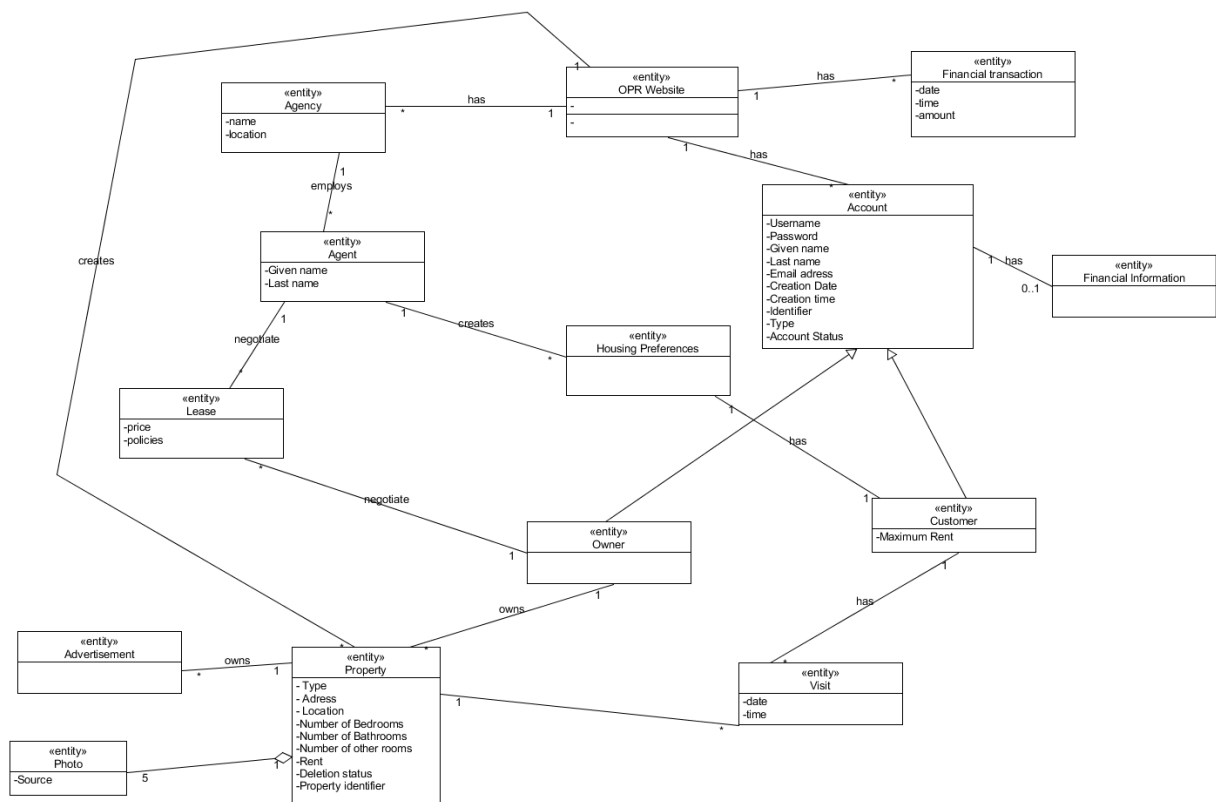 «entity»
OPR Website
-
-
«entity»
Financial transaction
-date
-time
-amount
«entity»
Agency
-name
-location
has
*
1
has
1
*
1
has
1
*
creates
1
employs
*
«entity»
Account
-Username
-Password
-Given name
-Last name
-Email adress
-Creation Date
-Creation time
-Identifier
-Type
-Account Status
«entity»
Agent
-Given name
-Last name
has
1
0..1
«entity»
Financial Information
1
negotiate
*
1
creates
*
«entity»
Housing Preferences
«entity»
Lease
-price
-policies
1
has
1
*
negotiate
1
«entity»
Owner
«entity»
Customer
-Maximum Rent
1
owns
*
1
has
*
*
«entity»
Advertisement
owns
*
1
«entity»
Property
- Type
- Adress
- Location
-Number of Bedrooms
-Number of Bathrooms
-Number of other rooms
-Rent
-Deletion status
-Property identifier
1
*
«entity»
Visit
-date
-time
«entity»
Photo
-Source
5
1